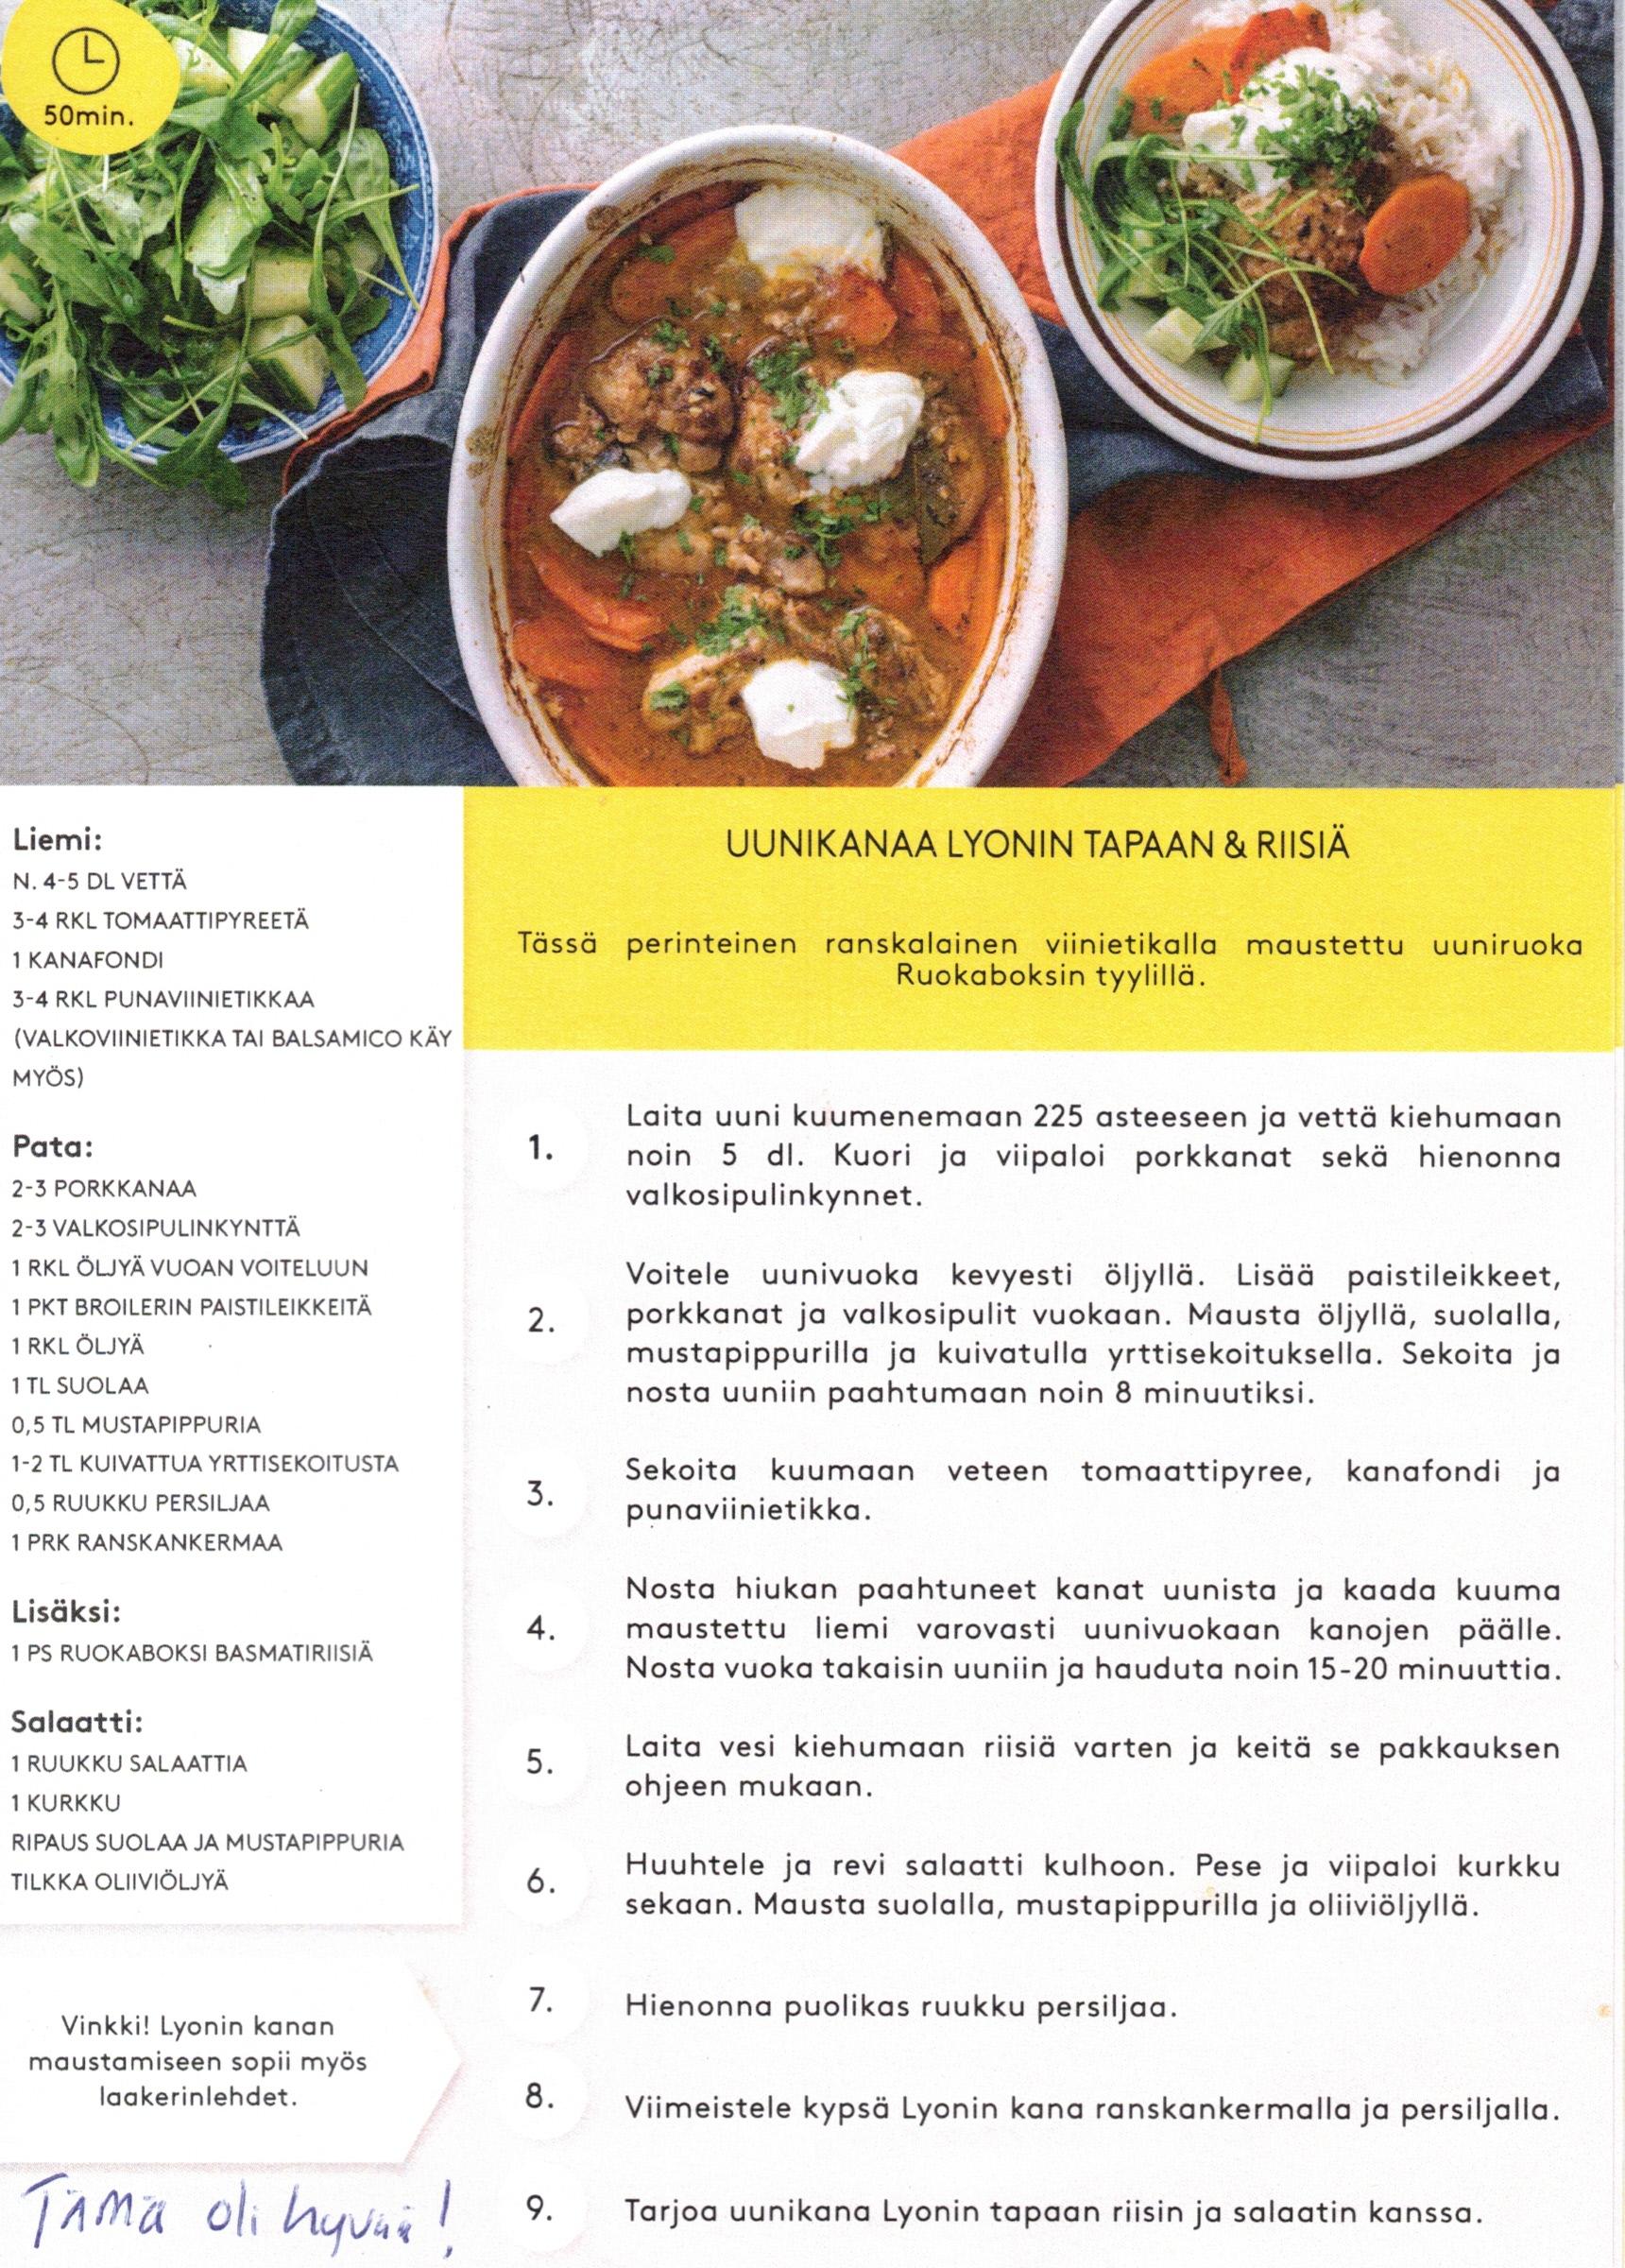 50min.
Liemi:
N. 4-5 DL VETTÄ
3-4 RKL TOMAATTIPYREETÄ
1 KANAFONDI
3-4 RKL PUNAVIINIETIKKAA
(VALKOVIINIETIKKA TAI BALSAMICO KÄY
MYÖS)
Pata:
2-3 PORKKANAA
2-3 VALKOSIPULINKYNTTÄ
1 RKL ÖLJYÄ VUOAN VOITELUUN
1 PKT BROILERIN PAISTILEIKKEITÄ
1 RKL ÖLJYÄ
1 TL SUOLAA
0,5 TL MUSTAPIPPURIA
1-2 TL KUIVATTUA YRTTISEKOITUSTA
0,5 RUUKKU PERSILJAA
1 PRK RANSKANKERMAA
Lisäksi:
1 PS RUOKABOKSI BASMATIRIISIÄ
Salaatti:
1 RUUKKU SALAATTIA
1 KURKKU
RIPAUS SUOLAA JA MUSTAPIPPURIA
TILKKA OLIIVIÖLJYÄ
Vinkki! Lyonin kanan
maustamiseen sopii myös
laakerinlehdet.
Tämä oli hyvää!
UUNIKANAA LYONIN TAPAAN & RIISIÄ
Tässä perinteinen ranskalainen viinietikalla maustettu uuniruoka
Ruokaboksin tyylillä.
1. Laita uuni kuumenemaan 225 asteeseen ja vettä kiehumaan
noin 5 dl. Kuori ja viipaloi porkkanat sekä hienonna
valkosipulinkynnet.
2. Voitele uunivuoka kevyesti öljyllä. Lisää paistileikkeet,
porkkanat ja valkosipulit vuokaan. Mausta öljyllä, suolalla,
mustapippurilla ja kuivatulla yrttisekoituksella. Sekoita ja
nosta uuniin paahtumaan noin 8 minuutiksi.
3. Sekoita kuumaan veteen tomaattipyree, kanafondi ja
punaviinietikka.
4. Nosta hiukan paahtuneet kanat uunista ja kaada kuuma
maustettu liemi varovasti uunivuokaan kanojen päälle.
Nosta vuoka takaisin uuniin ja hauduta noin 15-20 minuuttia.
5. Laita vesi kiehumaan riisiä varten ja keitä se pakkauksen
ohjeen mukaan.
6. Huuhtele ja revi salaatti kulhoon. Pese ja viipaloi kurkku
sekaan. Mausta suolalla, mustapippurilla ja oliiviöljyllä.
7. Hienonna puolikas ruukku persiljaa.
8. Viimeistele kypsä Lyonin kana ranskankermalla ja persiljalla.
9. Tarjoa uunikana Lyonin tapaan riisin ja salaatin kanssa.